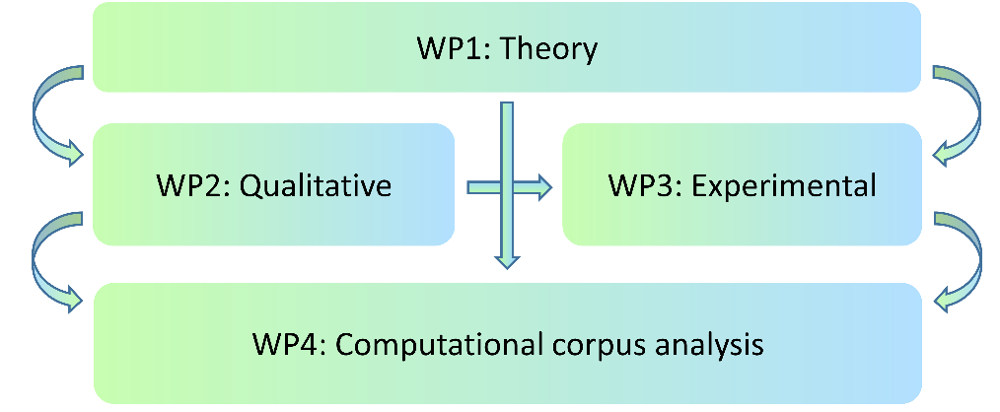 WP1: Theory
WP2: Qualitative
WP3: Experimental
WP4: Computational corpus analysis